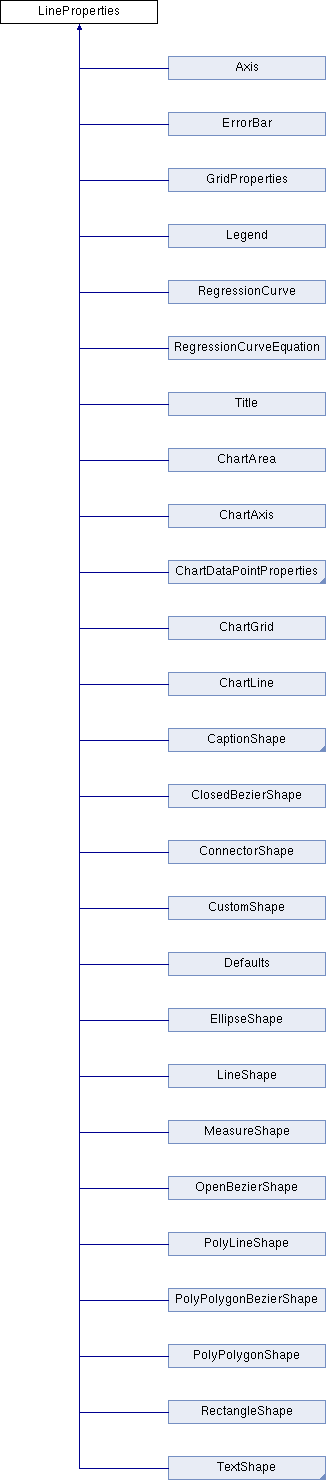 LineProperties
Axis
ErrorBar
GridProperties
Legend
RegressionCurve
RegressionCurveEquation
Title
ChartArea
ChartAxis
ChartDataPointProperties
ChartGrid
ChartLine
CaptionShape
ClosedBezierShape
ConnectorShape
CustomShape
Defaults
EllipseShape
LineShape
MeasureShape
OpenBezierShape
PolyLineShape
PolyPolygonBezierShape
PolyPolygonShape
RectangleShape
TextShape